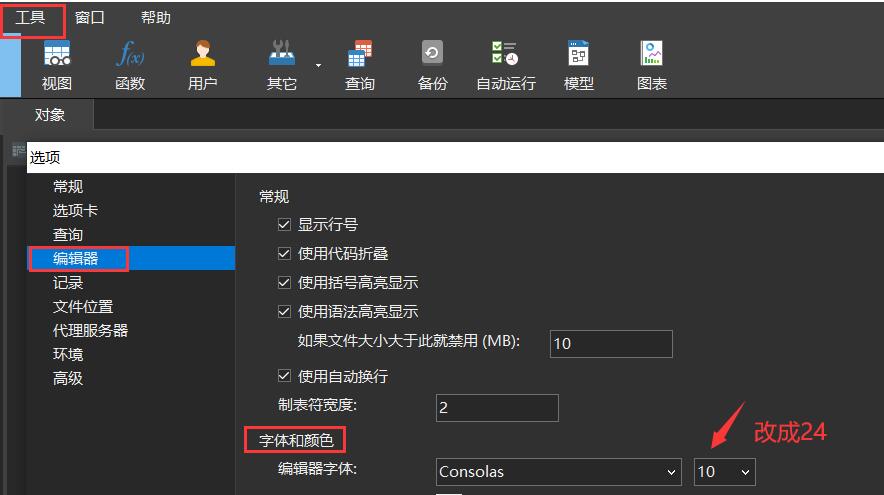 工具 窗口 帮助
视图 函数 用户 其它 查询 备份 自动运行 模型 图表
对象
选项
常规
选项卡
查询
编辑器
记录
文件位置
代理服务器
环境
高级
常规
显示行号
使用代码折叠
使用括号高亮显示
使用语法高亮显示
如果文件大小大于此就禁用 (MB): 10
使用自动换行
制表符宽度: 2
字体和颜色
编辑器字体: Consolas 10
改成24